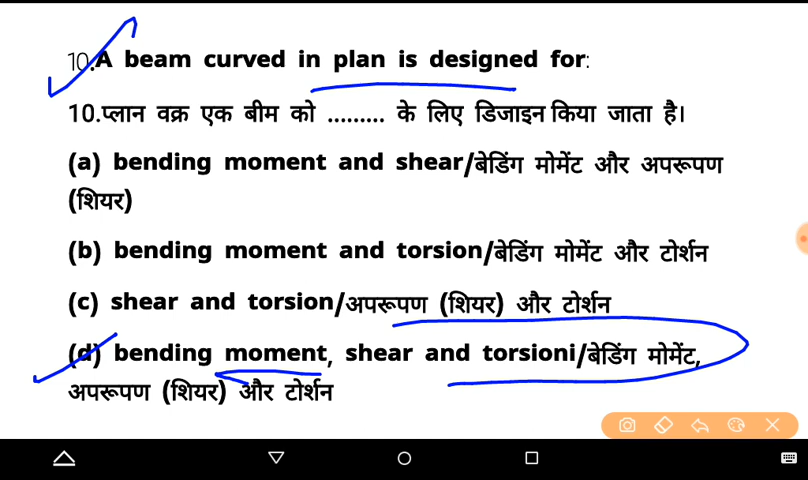 10.A beam curved in plan is designed for:
10.प्लान वक्र एक बीम को ......... के लिए डिजाइन किया जाता है।
(a) bending moment and shear/बेडिंग मोमेंट और अपरूपण
(शियर)
(b) bending moment and torsion/बेडिंग मोमेंट और टोर्शन
(c) shear and torsion/अपरूपण (शियर) और टोर्शन
(d) bending moment, shear and torsioni/बेडिंग मोमेंट,
अपरूपण (शियर) और टोर्शन